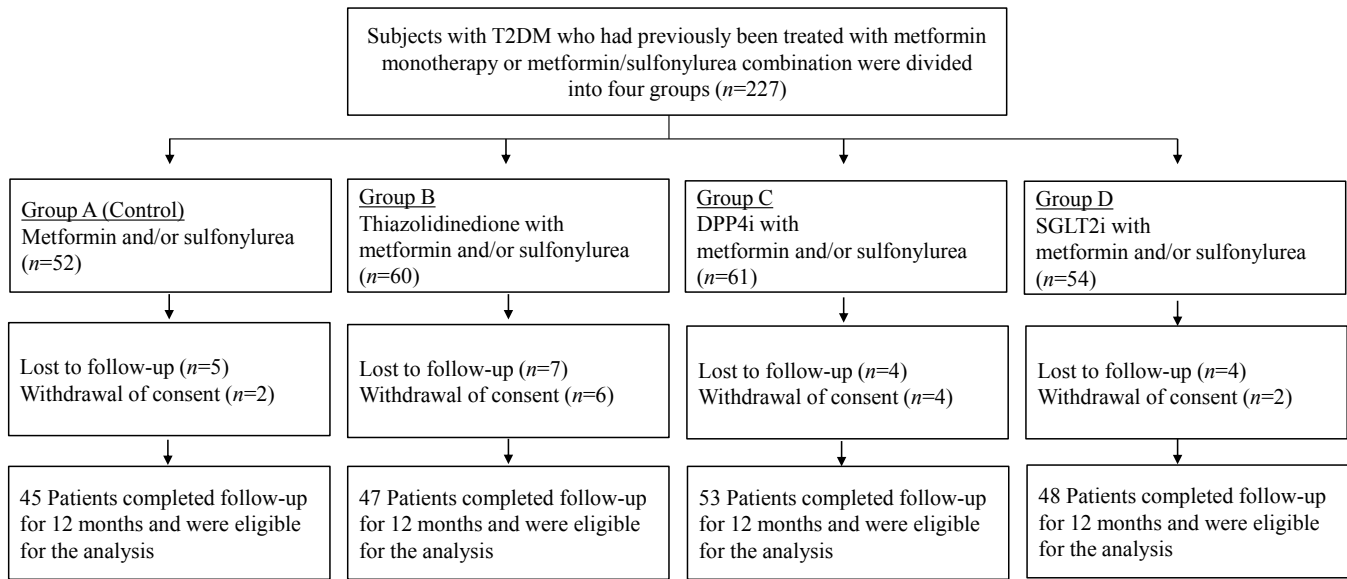 Subjects with T2DM who had previously been treated with metformin
monotherapy or metformin/sulfonylurea combination were divided
into four groups (n=227)
Group A (Control)
Metformin and/or sulfonylurea
(n=52)
Group B
Thiazolidinedione with
metformin and/or sulfonylurea
(n=60)
Group C
DPP4i with
metformin and/or sulfonylurea
(n=61)
Group D
SGLT2i with
metformin and/or sulfonylurea
(n=54)
Lost to follow-up (n=5)
Withdrawal of consent (n=2)
Lost to follow-up (n=7)
Withdrawal of consent (n=6)
Lost to follow-up (n=4)
Withdrawal of consent (n=4)
Lost to follow-up (n=4)
Withdrawal of consent (n=2)
45 Patients completed follow-up
for 12 months and were eligible
for the analysis
47 Patients completed follow-up
for 12 months and were eligible
for the analysis
53 Patients completed follow-up
for 12 months and were eligible
for the analysis
48 Patients completed follow-up
for 12 months and were eligible
for the analysis